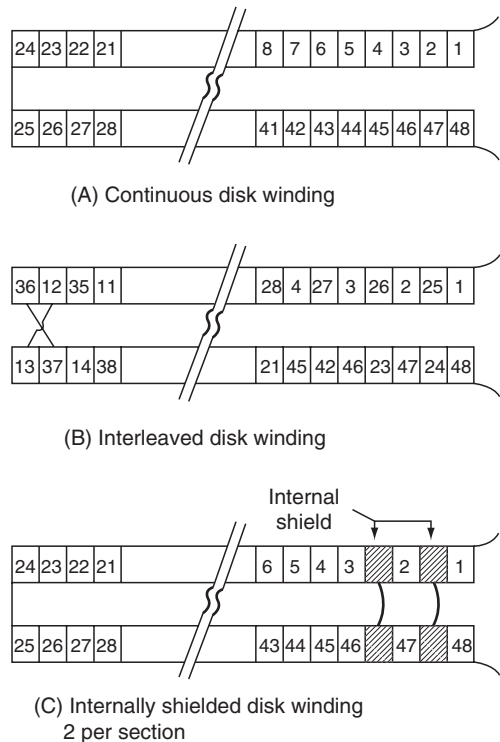 24 23 22 21 8 7 6 5 4 3 2 1
25 26 27 28 41 42 43 44 45 46 47 48
(A) Continuous disk winding
36 12 35 11 28 4 27 3 26 2 25 1
13 37 14 38 21 45 42 46 23 47 24 48
(B) Interleaved disk winding
Internal
shield
24 23 22 21 6 5 4 3 2 1
25 26 27 28 43 44 45 46 47 48
(C) Internally shielded disk winding
2 per section